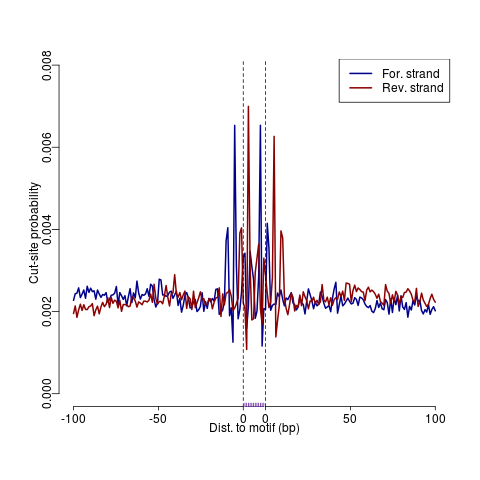 For. strand
Rev. strand
Cut-site probability
0.008
0.006
0.004
0.002
0.000
-100 -50 0 0 50 100
Dist. to motif (bp)